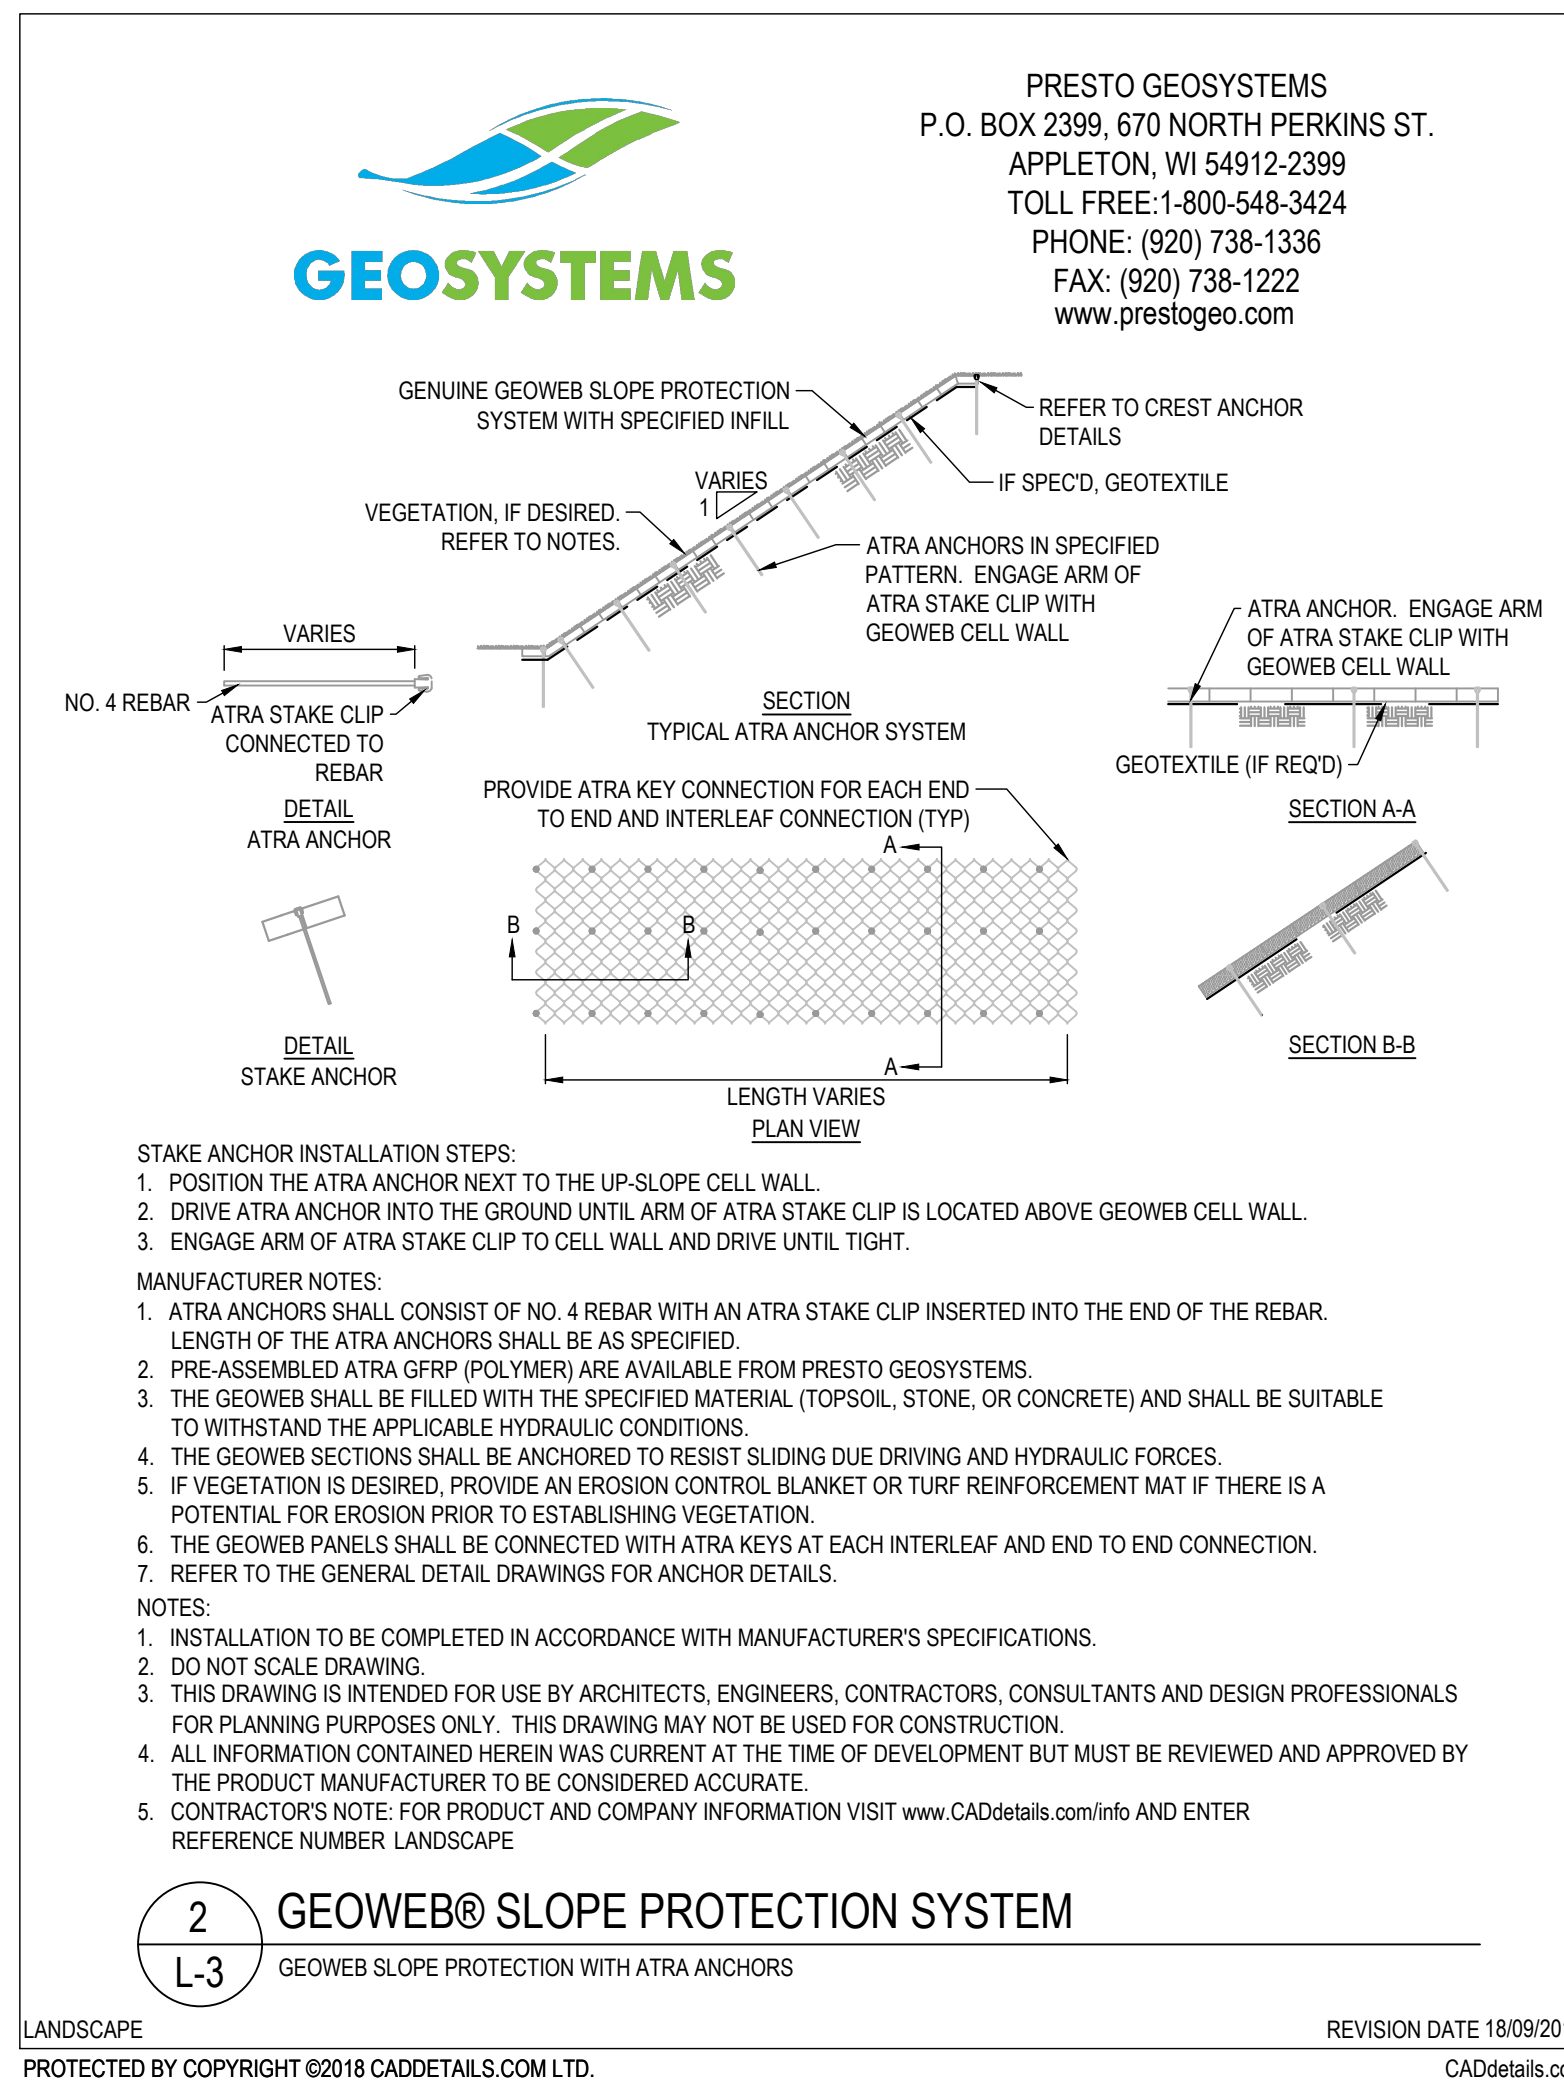 GEOSYSTEMS
PRESTO GEOSYSTEMS
P.O. BOX 2399, 670 NORTH PERKINS ST.
APPLETON, WI 54912-2399
TOLL FREE:1-800-548-3424
PHONE: (920) 738-1336
FAX: (920) 738-1222
www.prestogeo.com
GENUINE GEOWEB SLOPE PROTECTION
SYSTEM WITH SPECIFIED INFILL
REFER TO CREST ANCHOR
DETAILS
VARIES
1
IF SPEC'D, GEOTEXTILE
VEGETATION, IF DESIRED.
REFER TO NOTES.
ATRA ANCHORS IN SPECIFIED
PATTERN. ENGAGE ARM OF
ATRA STAKE CLIP WITH
GEOWEB CELL WALL
SECTION
TYPICAL ATRA ANCHOR SYSTEM
VARIES
NO. 4 REBAR
ATRA STAKE CLIP
CONNECTED TO
REBAR
DETAIL
ATRA ANCHOR
ATRA ANCHOR. ENGAGE ARM
OF ATRA STAKE CLIP WITH
GEOWEB CELL WALL
GEOTEXTILE (IF REQ'D)
SECTION A-A
PROVIDE ATRA KEY CONNECTION FOR EACH END
TO END AND INTERLEAF CONNECTION (TYP)
A
B
B
A
LENGTH VARIES
PLAN VIEW
DETAIL
STAKE ANCHOR
SECTION B-B
STAKE ANCHOR INSTALLATION STEPS:
1. POSITION THE ATRA ANCHOR NEXT TO THE UP-SLOPE CELL WALL.
2. DRIVE ATRA ANCHOR INTO THE GROUND UNTIL ARM OF ATRA STAKE CLIP IS LOCATED ABOVE GEOWEB CELL WALL.
3. ENGAGE ARM OF ATRA STAKE CLIP TO CELL WALL AND DRIVE UNTIL TIGHT.
MANUFACTURER NOTES:
1. ATRA ANCHORS SHALL CONSIST OF NO. 4 REBAR WITH AN ATRA STAKE CLIP INSERTED INTO THE END OF THE REBAR.
LENGTH OF THE ATRA ANCHORS SHALL BE AS SPECIFIED.
2. PRE-ASSEMBLED ATRA GFRP (POLYMER) ARE AVAILABLE FROM PRESTO GEOSYSTEMS.
3. THE GEOWEB SHALL BE FILLED WITH THE SPECIFIED MATERIAL (TOPSOIL, STONE, OR CONCRETE) AND SHALL BE SUITABLE
TO WITHSTAND THE APPLICABLE HYDRAULIC CONDITIONS.
4. THE GEOWEB SECTIONS SHALL BE ANCHORED TO RESIST SLIDING DUE DRIVING AND HYDRAULIC FORCES.
5. IF VEGETATION IS DESIRED, PROVIDE AN EROSION CONTROL BLANKET OR TURF REINFORCEMENT MAT IF THERE IS A
POTENTIAL FOR EROSION PRIOR TO ESTABLISHING VEGETATION.
6. THE GEOWEB PANELS SHALL BE CONNECTED WITH ATRA KEYS AT EACH INTERLEAF AND END TO END CONNECTION.
7. REFER TO THE GENERAL DETAIL DRAWINGS FOR ANCHOR DETAILS.
NOTES:
1. INSTALLATION TO BE COMPLETED IN ACCORDANCE WITH MANUFACTURER'S SPECIFICATIONS.
2. DO NOT SCALE DRAWING.
3. THIS DRAWING IS INTENDED FOR USE BY ARCHITECTS, ENGINEERS, CONTRACTORS, CONSULTANTS AND DESIGN PROFESSIONALS
FOR PLANNING PURPOSES ONLY. THIS DRAWING MAY NOT BE USED FOR CONSTRUCTION.
4. ALL INFORMATION CONTAINED HEREIN WAS CURRENT AT THE TIME OF DEVELOPMENT BUT MUST BE REVIEWED AND APPROVED BY
THE PRODUCT MANUFACTURER TO BE CONSIDERED ACCURATE.
5. CONTRACTOR'S NOTE: FOR PRODUCT AND COMPANY INFORMATION VISIT www.CADdetails.com/info AND ENTER
REFERENCE NUMBER LANDSCAPE
2
L-3
GEOWEB® SLOPE PROTECTION SYSTEM
GEOWEB SLOPE PROTECTION WITH ATRA ANCHORS
LANDSCAPE
REVISION DATE 18/09/20
PROTECTED BY COPYRIGHT ©2018 CADDETAILS.COM LTD.
CADdetails.c